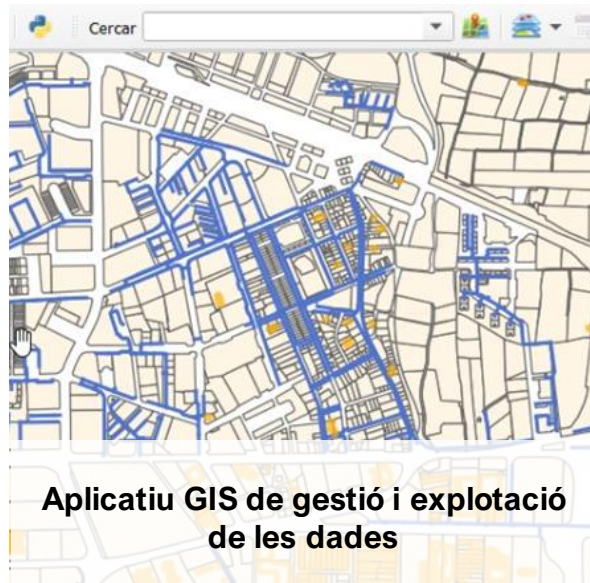 Cercar
Aplicatiu GIS de gestió i explotació
de les dades